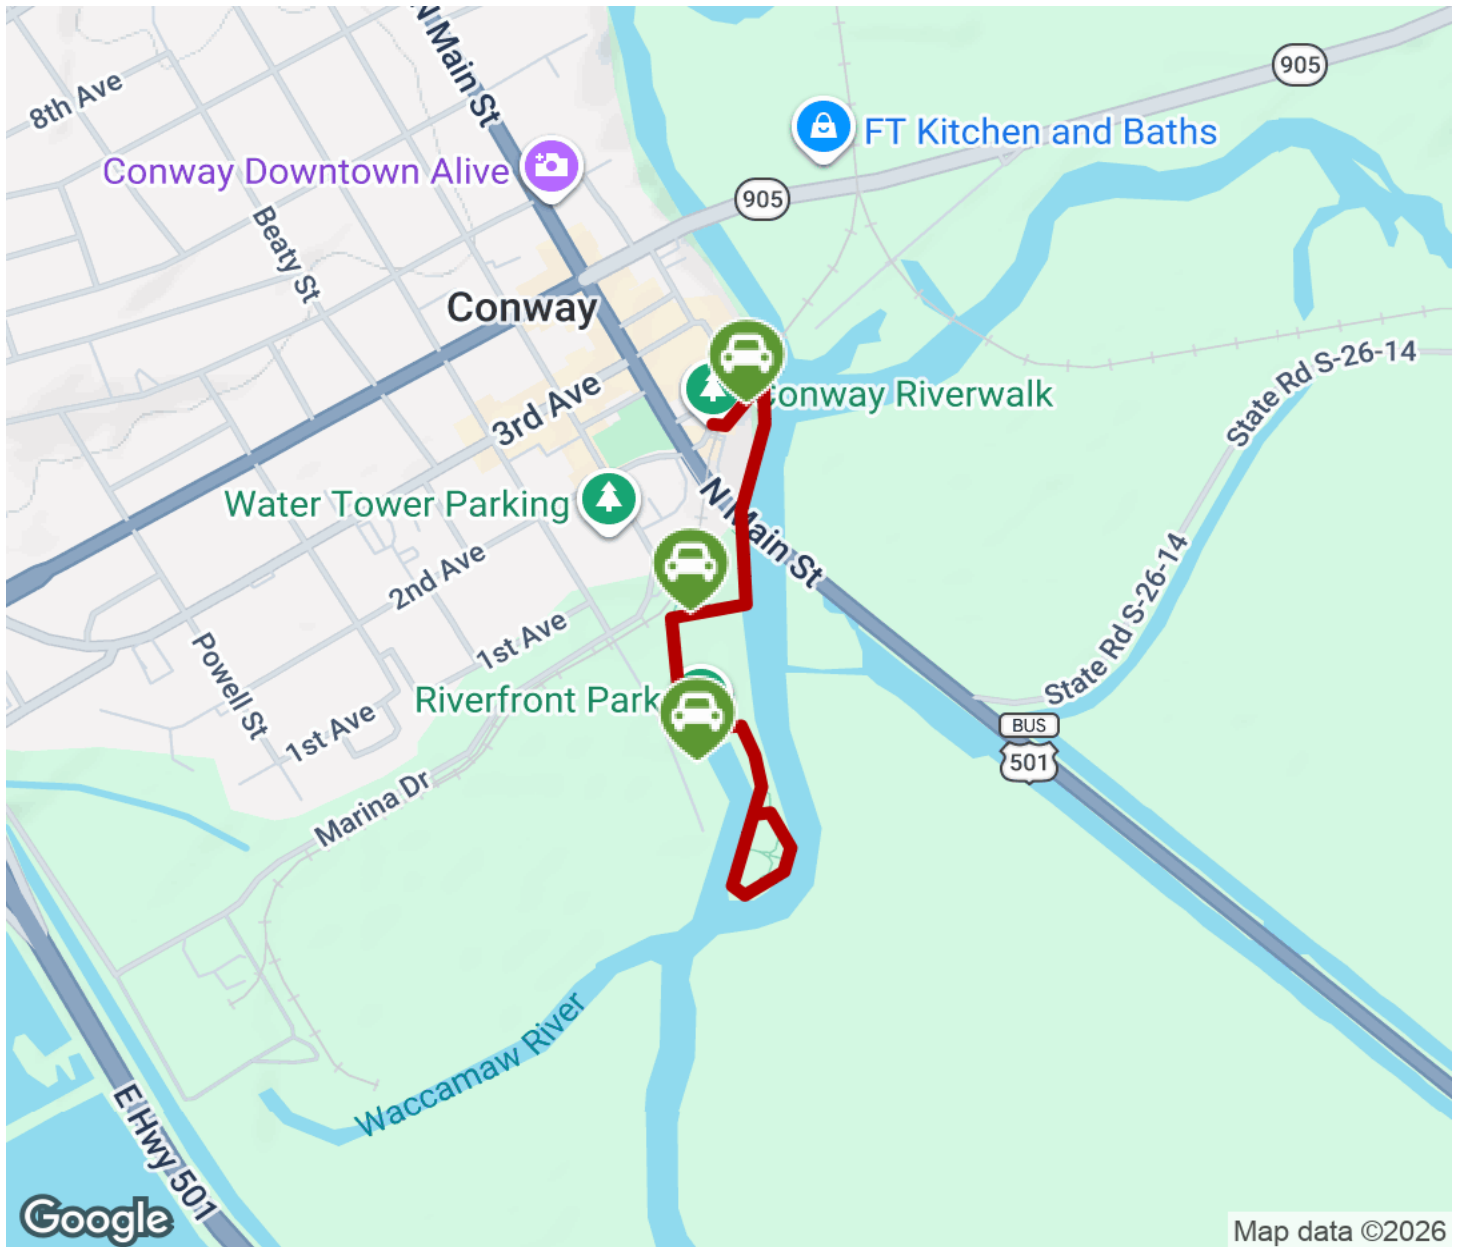 N Main St
905
8th Ave
FT Kitchen and Baths
Conway Downtown Alive
905
Beaty St
Conway
State Rd S-26-14
3rd Ave
Conway Riverwalk
Water Tower Parking
N Main St
2nd Ave
State Rd S-26-14
1st Ave
Powell St
Riverfront Park
1st Ave
BUS
501
Marina Dr
Waccamaw River
E Hwy 501
Google
Map data ©2026